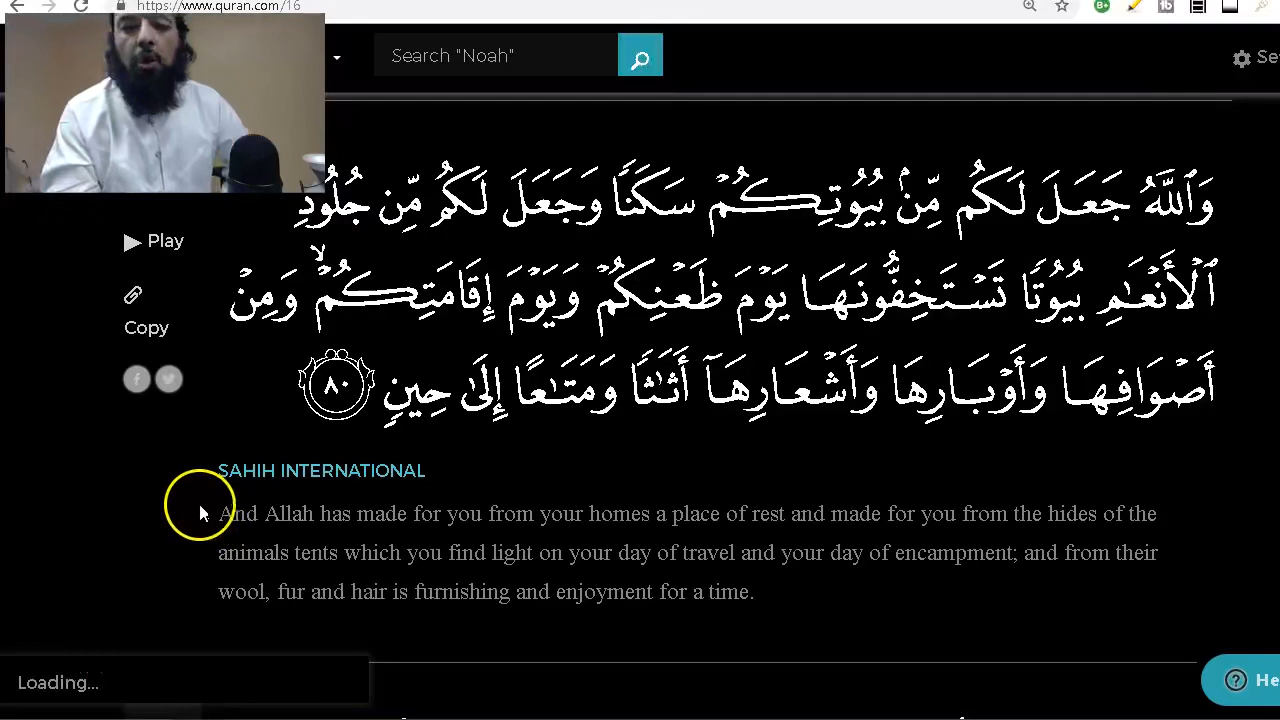 https://www.quran.com/16
Search "Noah"
Se
وَٱللَّهُ جَعَلَ لَكُم مِّنۢ بُيُوتِكُمْ سَكَنًا وَجَعَلَ لَكُم مِّن جُلُودِ
ٱلْأَنْعَـٰمِ بُيُوتًا تَسْتَخِفُّونَهَا يَوْمَ ظَعْنِكُمْ وَيَوْمَ إِقَامَتِكُمْ ۙ وَمِنْ
أَصْوَافِهَا وَأَوْبَارِهَا وَأَشْعَارِهَآ أَثَـٰثًا وَمَتَـٰعًا إِلَىٰ حِينٍ ٨٠
Play
Copy
SAHIH INTERNATIONAL
And Allah has made for you from your homes a place of rest and made for you from the hides of the
animals tents which you find light on your day of travel and your day of encampment; and from their
wool, fur and hair is furnishing and enjoyment for a time.
Loading...
He